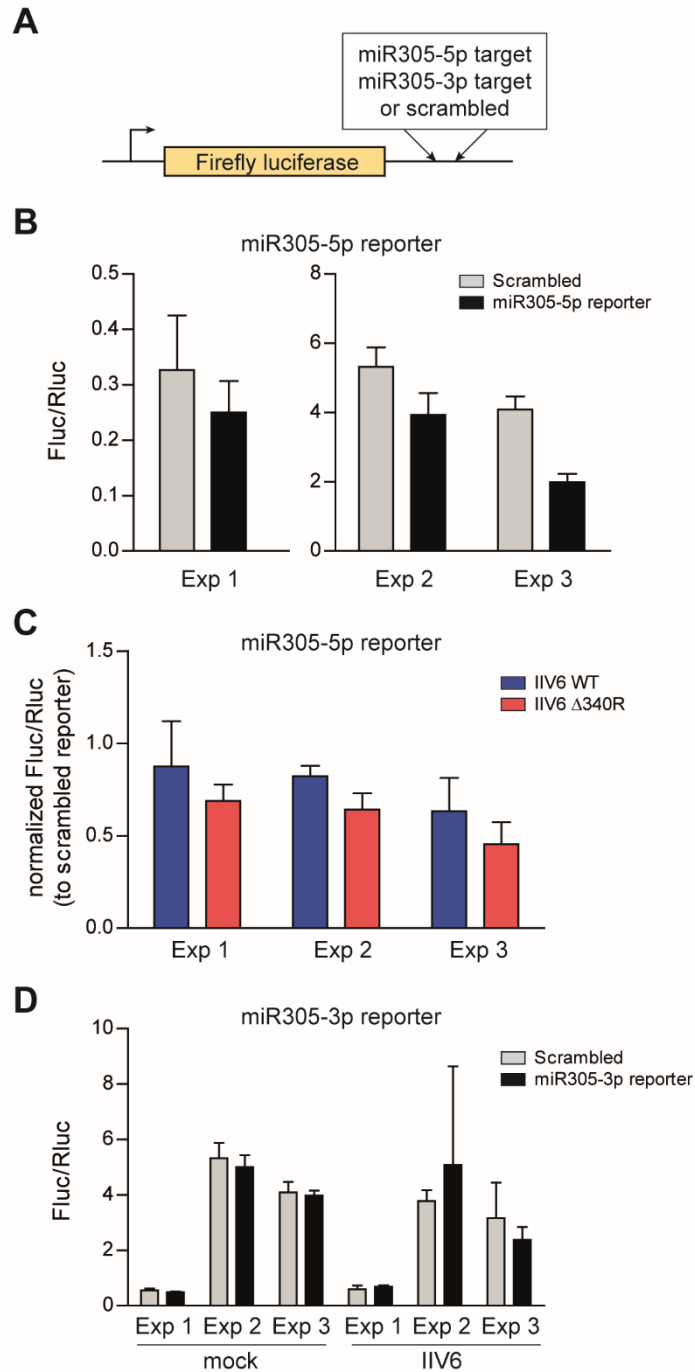 A
miR305-5p target
miR305-3p target
or scrambled
Firefly luciferase
B
miR305-5p reporter
Scrambled
miR305-5p reporter
Fluc/Rluc
0.5
0.4
0.3
0.2
0.1
0.0
8
6
4
2
0
Exp 1
Exp 2
Exp 3
C
miR305-5p reporter
IIV6 WT
IIV6 Δ340R
normalized Fluc/Rluc
(to scrambled reporter)
1.5
1.0
0.5
0.0
Exp 1
Exp 2
Exp 3
D
miR305-3p reporter
Scrambled
miR305-3p reporter
Fluc/Rluc
10
8
6
4
2
0
Exp 1 Exp 2 Exp 3 Exp 1 Exp 2 Exp 3
mock IIV6